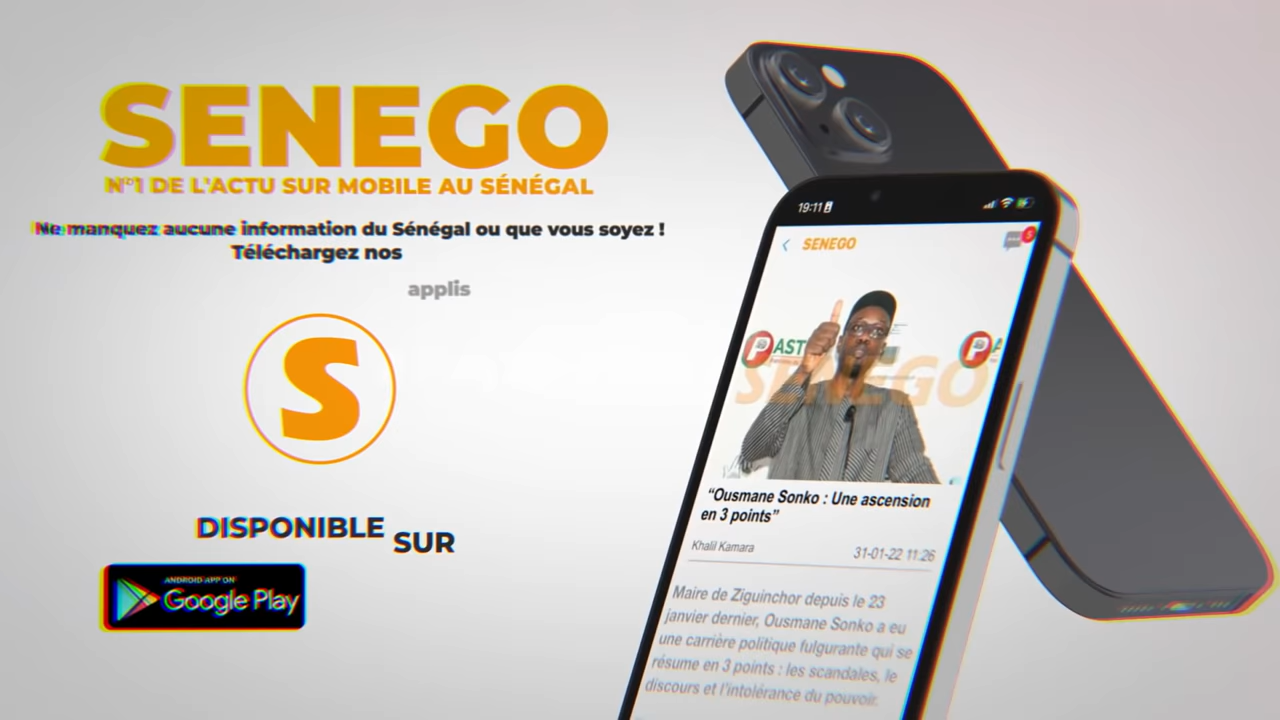 SENEGO
N°1 DE L'ACTU SUR MOBILE AU SÉNÉGAL
Ne manquez aucune information du Sénégal ou que vous soyez !
Téléchargez nos
applis
S
DISPONIBLE SUR
ANDROID APP ON
Google Play
19:11
SENEGO
5
P AST
PA
SENEGO
“Ousmane Sonko : Une ascension
en 3 points”
Khalil Kamara 31-01-22 11:26
Maire de Ziguinchor depuis le 23
janvier dernier, Ousmane Sonko a eu
une carrière politique fulgurante qui se
résume en 3 points : les scandales, le
discours et l'intolérance du pouvoir.